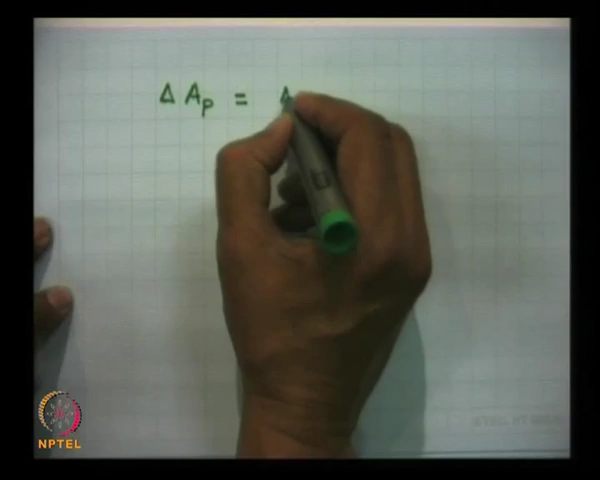 Δ A_P = A
NPTEL